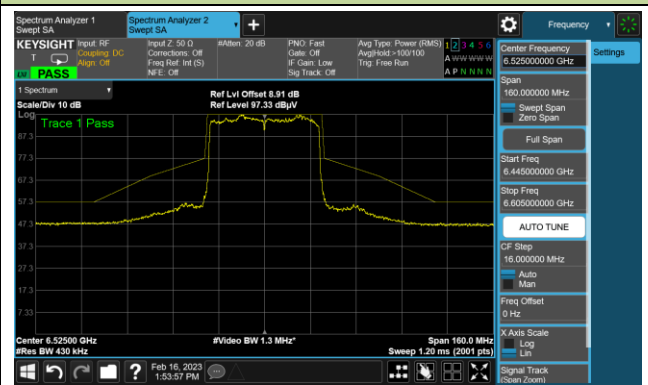 Spectrum Analyzer 1
Swept SA
Spectrum Analyzer 2
Swept SA
Frequency
KEYSIGHT
Input: RF
Coupling: DC
Align: Off
Input Z: 50 Ω
Corrections: Off
Freq Ref: Int (S)
NFE: Off
#Atten: 20 dB
PNO: Fast
Gate: Off
IF Gain: Low
Sig Track: Off
Avg Type: Power (RMS)
Avg|Hold:>100/100
Trig: Free Run
1 2 3 4 5 6
A W W W W W
A P N N N N
T
LXI
PASS
1 Spectrum
Scale/Div 10 dB
Ref Lvl Offset 8.91 dB
Ref Level 97.33 dBµV
Log
Trace 1 Pass
87.3
77.3
67.3
57.3
47.3
37.3
27.3
17.3
7.33
Center 6.52500 GHz
#Res BW 430 kHz
#Video BW 1.3 MHz*
Span 160.0 MHz
Sweep 1.20 ms (2001 pts)
Feb 16, 2023
1:53:57 PM
Center Frequency
6.525000000 GHz
Settings
Span
160.000000 MHz
Swept Span
Zero Span
Full Span
Start Freq
6.445000000 GHz
Stop Freq
6.605000000 GHz
AUTO TUNE
CF Step
16.000000 MHz
Auto
Man
Freq Offset
0 Hz
X Axis Scale
Log
Lin
Signal Track
(Span Zoom)